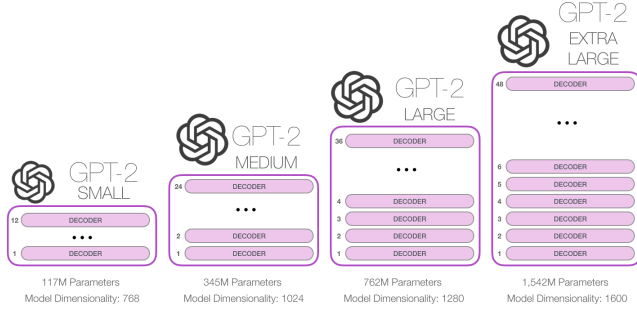 GPT-2
SMALL
12 DECODER
...
1 DECODER
117M Parameters
Model Dimensionality: 768
GPT-2
MEDIUM
24 DECODER
...
2 DECODER
1 DECODER
345M Parameters
Model Dimensionality: 1024
GPT-2
LARGE
36 DECODER
...
4 DECODER
3 DECODER
2 DECODER
1 DECODER
762M Parameters
Model Dimensionality: 1280
GPT-2
EXTRA
LARGE
48 DECODER
...
6 DECODER
5 DECODER
4 DECODER
3 DECODER
2 DECODER
1 DECODER
1,542M Parameters
Model Dimensionality: 1600